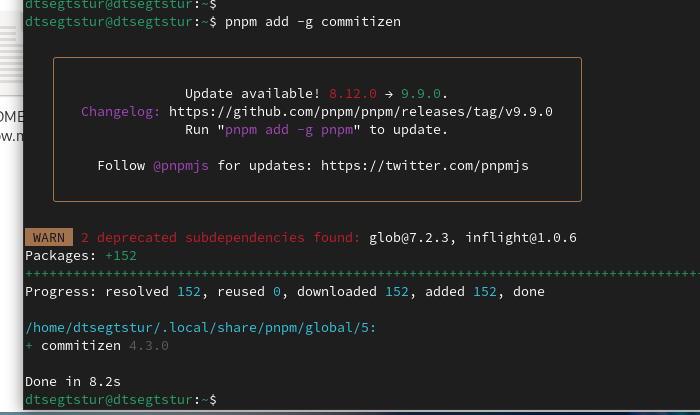 dtsegtstur@dtsegtstur:~$
dtsegtstur@dtsegtstur:~$ pnpm add -g commitizen
Update available! 8.12.0 → 9.9.0.
Changelog: https://github.com/pnpm/pnpm/releases/tag/v9.9.0
Run "pnpm add -g pnpm" to update.
Follow @pnpmjs for updates: https://twitter.com/pnpmjs
WARN 2 deprecated subdependencies found: glob@7.2.3, inflight@1.0.6
Packages: +152
++++++++++++++++++++++++++++++++++++++++++++++++++++++++++++++++++++++++++++++++++++
Progress: resolved 152, reused 0, downloaded 152, added 152, done
/home/dtsegtstur/.local/share/pnpm/global/5:
+ commitizen 4.3.0
Done in 8.2s
dtsegtstur@dtsegtstur:~$